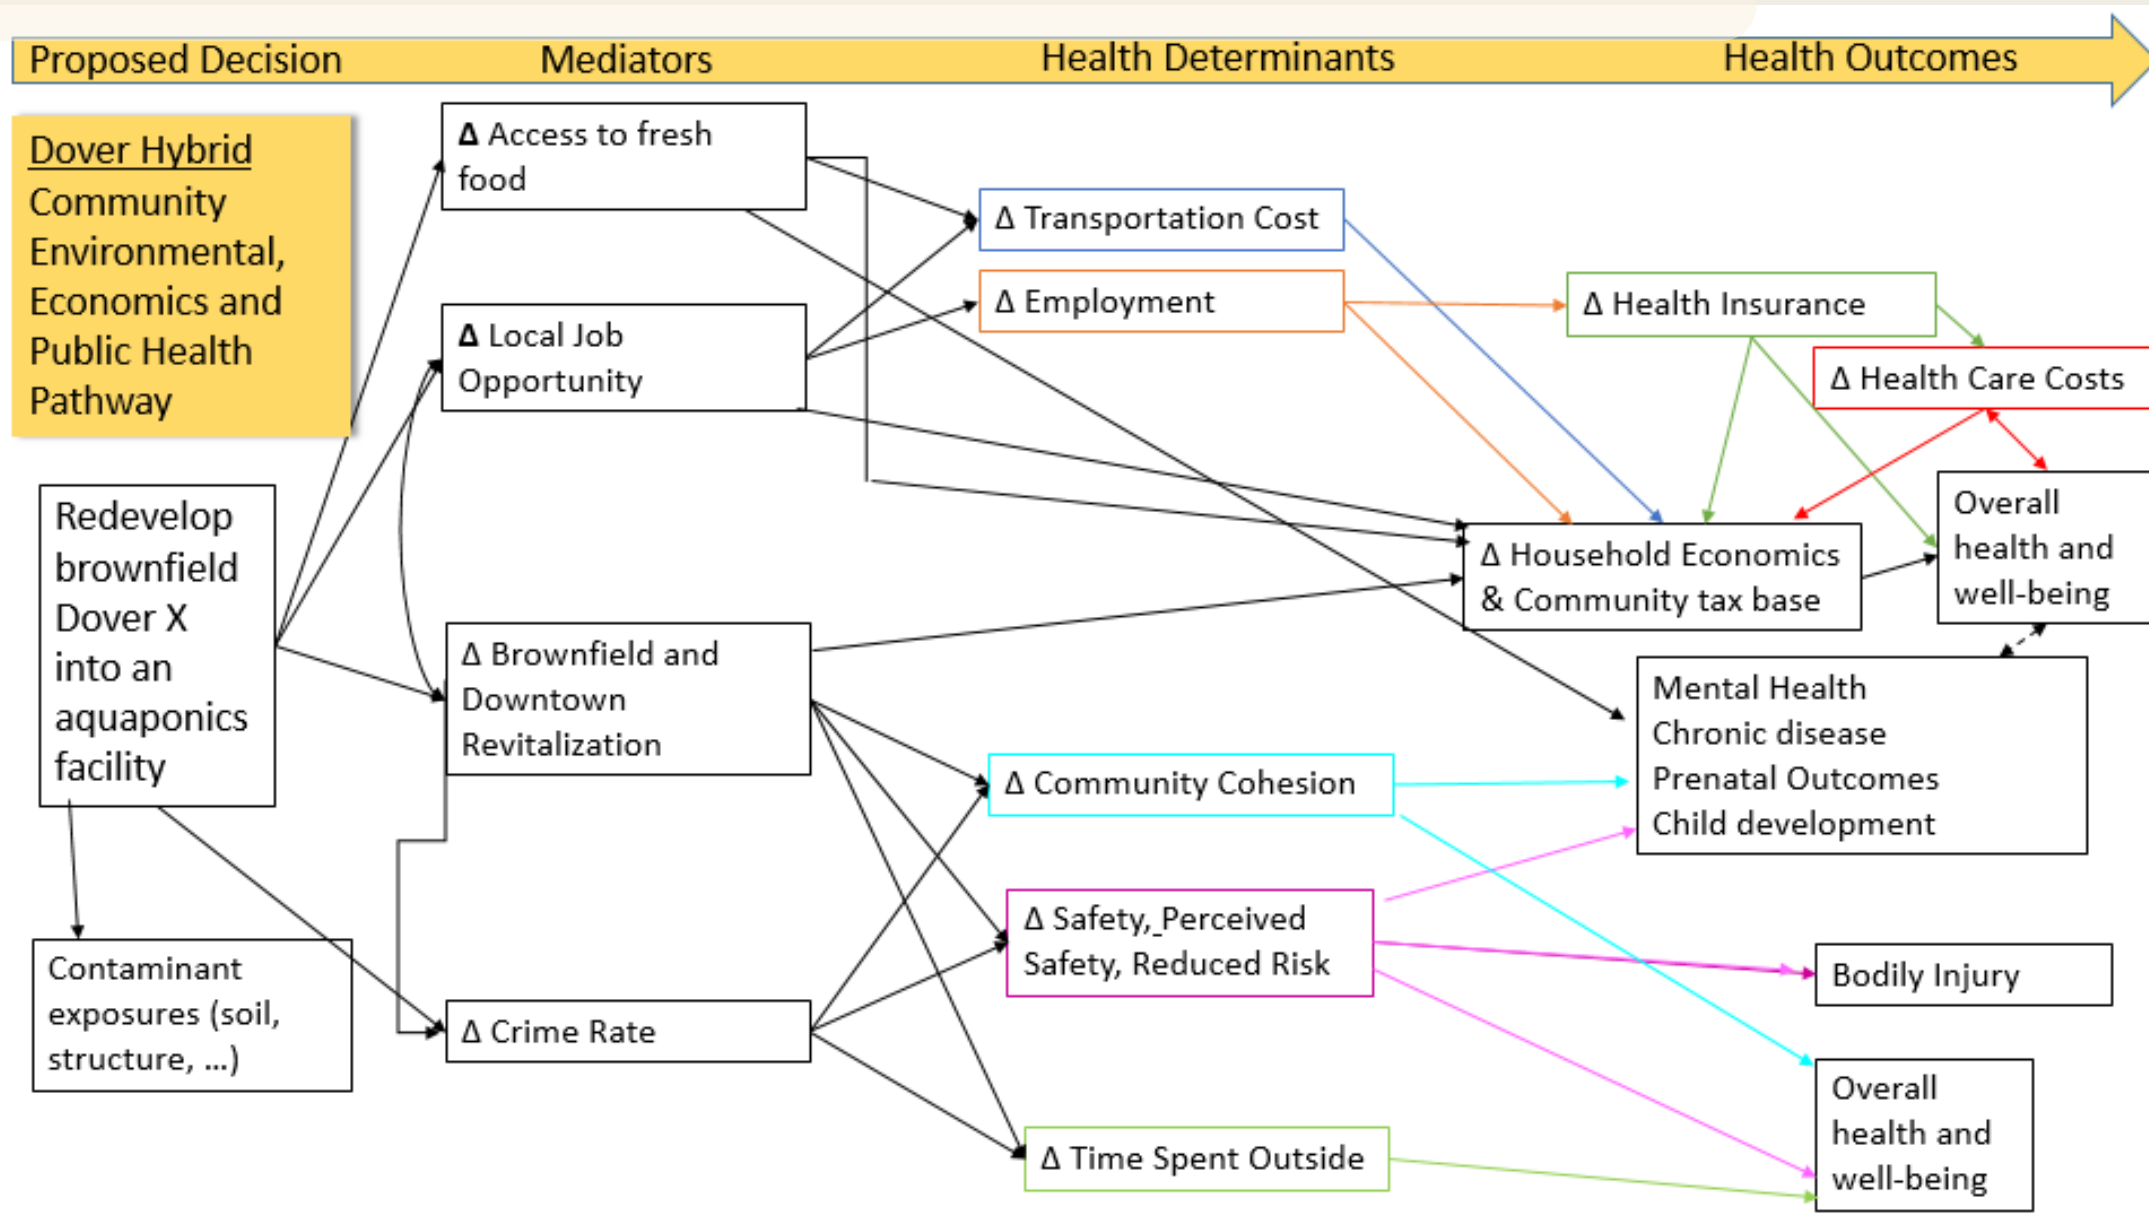 Proposed Decision
Mediators
Health Determinants
Health Outcomes
Dover Hybrid
Community
Environmental,
Economics and
Public Health
Pathway
Redevelop
brownfield
Dover X
into an
aquaponics
facility
Contaminant
exposures (soil,
structure, ...)
Δ Access to fresh
food
Δ Local Job
Opportunity
Δ Brownfield and
Downtown
Revitalization
Δ Crime Rate
Δ Transportation Cost
Δ Employment
Δ Community Cohesion
Δ Safety, Perceived
Safety, Reduced Risk
Δ Time Spent Outside
Δ Health Insurance
Δ Health Care Costs
Δ Household Economics
& Community tax base
Overall
health and
well-being
Mental Health
Chronic disease
Prenatal Outcomes
Child development
Bodily Injury
Overall
health and
well-being